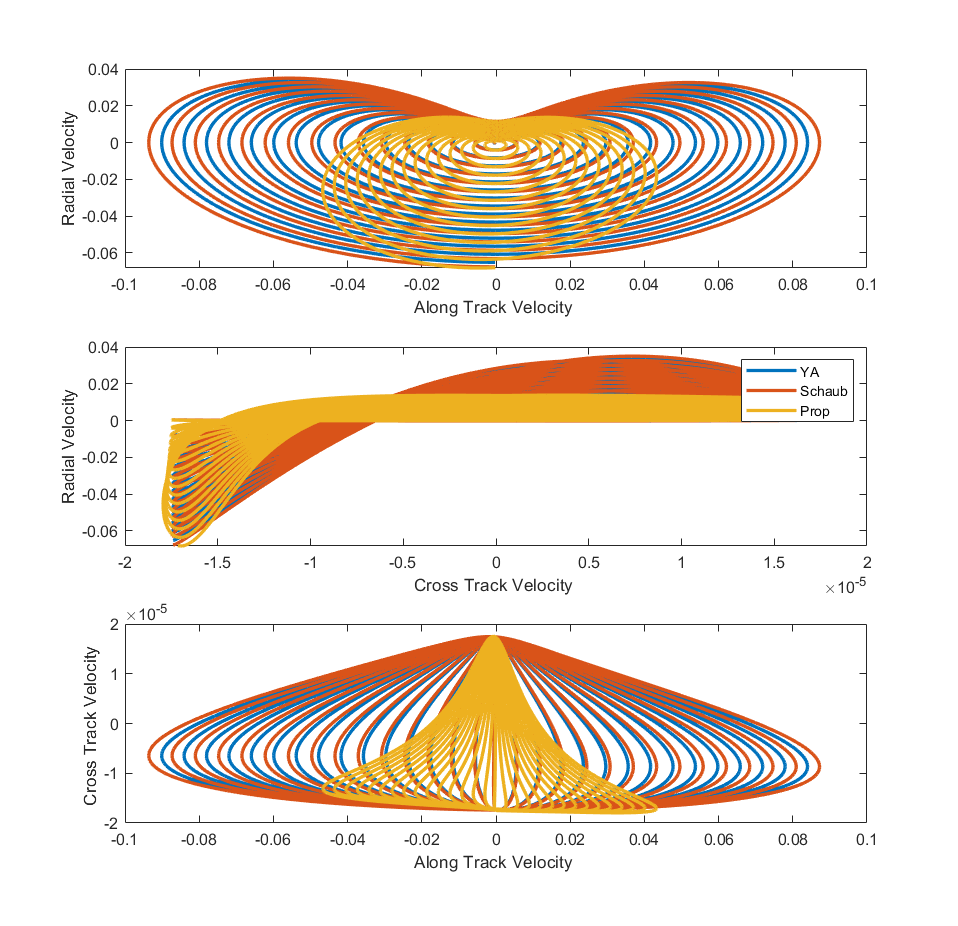 0.04
0.02
0
-0.02
-0.04
-0.06
Radial Velocity
-0.1 -0.08 -0.06 -0.04 -0.02 0 0.02 0.04 0.06 0.08 0.1
Along Track Velocity
0.04
0.02
0
-0.02
-0.04
-0.06
Radial Velocity
YA
Schaub
Prop
-2 -1.5 -1 -0.5 0 0.5 1 1.5 2
Cross Track Velocity
×10-5
×10-5
2
1
0
-1
-2
Cross Track Velocity
-0.1 -0.08 -0.06 -0.04 -0.02 0 0.02 0.04 0.06 0.08 0.1
Along Track Velocity